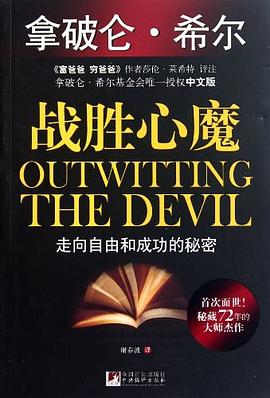 拿破仑·希尔
《富爸爸 穷爸爸》作者莎伦·莱希特 评注
拿破仑·希尔基金会唯一授权中文版
战胜心魔
OUTWITTING
THE DEVIL
走向自由和成功的秘密
首次面世!
秘藏72年的
大师杰作
谢春波 译